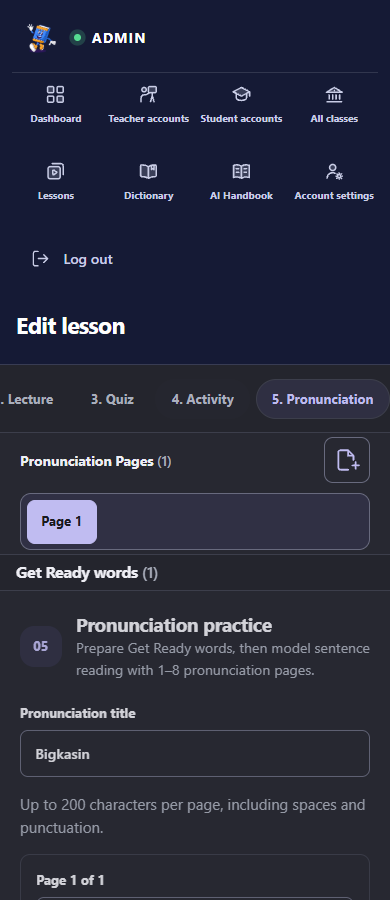 ADMIN
Dashboard
Teacher accounts
Student accounts
All classes
Lessons
Dictionary
AI Handbook
Account settings
Log out
Edit lesson
. Lecture
3. Quiz
4. Activity
5. Pronunciation
Pronunciation Pages (1)
Page 1
Get Ready words (1)
05
Pronunciation practice
Prepare Get Ready words, then model sentence
reading with 1–8 pronunciation pages.
Pronunciation title
Bigkasin
Up to 200 characters per page, including spaces and
punctuation.
Page 1 of 1